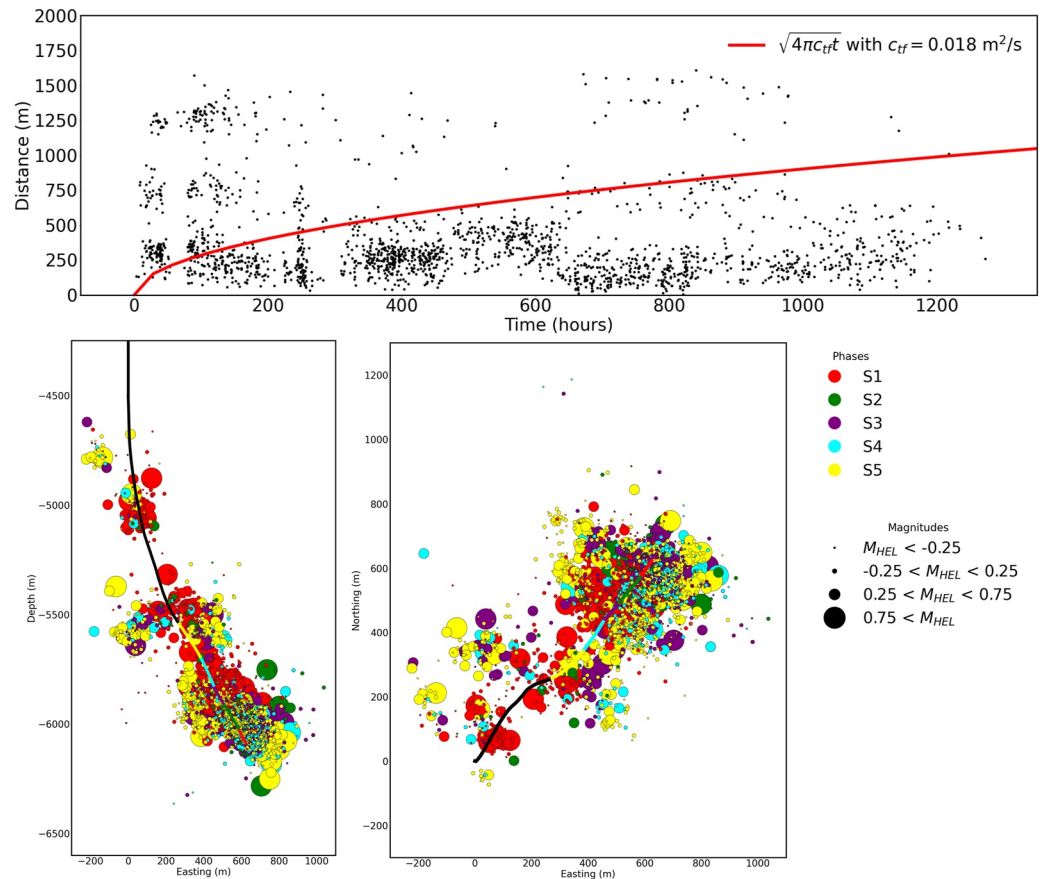 2000
1750
1500
1250
1000
750
500
250
0
Distance (m)
√4πc_tf t with c_tf = 0.018 m²/s
0 200 400 600 800 1000 1200
Time (hours)
−4500
−5000
−5500
−6000
−6500
Depth (m)
−200 0 200 400 600 800 1000
Easting (m)
1200
1000
800
600
400
200
0
−200
Northing (m)
−200 0 200 400 600 800 1000
Easting (m)
Phases
S1
S2
S3
S4
S5
Magnitudes
M_HEL < -0.25
-0.25 < M_HEL < 0.25
0.25 < M_HEL < 0.75
0.75 < M_HEL